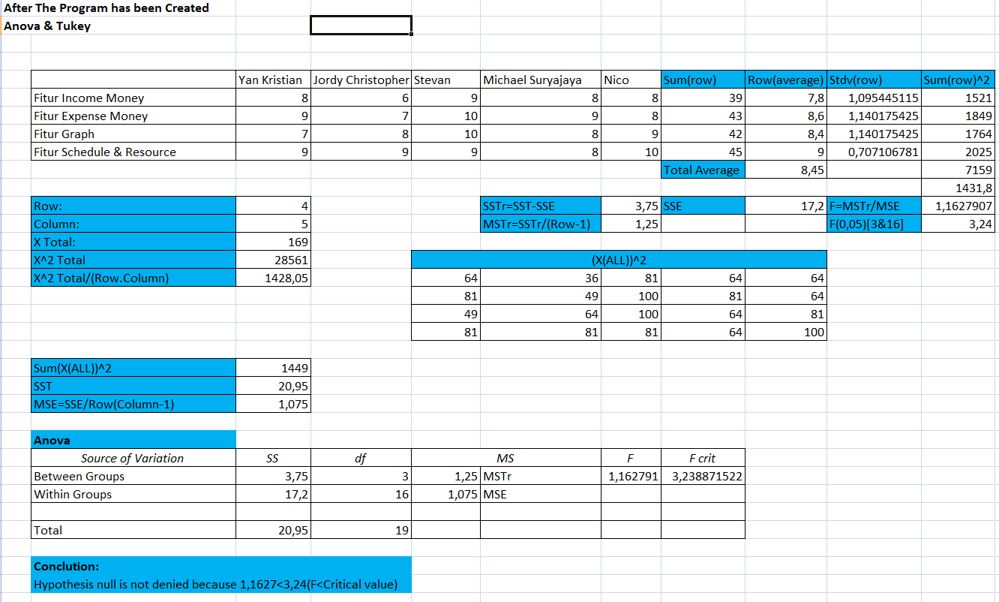 After The Program has been Created
Anova & Tukey
Yan Kristian Jordy Christopher Stevan Michael Suryajaya Nico Sum(row) Row(average) Stdv(row) Sum(row)^2
Fitur Income Money 8 6 9 8 8 39 7,8 1,095445115 1521
Fitur Expense Money 9 7 10 9 8 43 8,6 1,140175425 1849
Fitur Graph 7 8 10 8 9 42 8,4 1,140175425 1764
Fitur Schedule & Resource 9 9 9 8 10 45 9 0,707106781 2025
Total Average 8,45 7159
1431,8
Row: 4 SSTr=SST-SSE 3,75 SSE 17,2 F=MSTr/MSE 1,1627907
Column: 5 MSTr=SSTr/(Row-1) 1,25 F(0,05)[3&16] 3,24
X Total: 169
X^2 Total 28561 (X(ALL))^2
X^2 Total/(Row.Column) 1428,05 64 36 81 64 64
81 49 100 81 64
49 64 100 64 81
81 81 81 64 100
Sum(X(ALL))^2 1449
SST 20,95
MSE=SSE/Row(Column-1) 1,075
Anova
Source of Variation SS df MS F F crit
Between Groups 3,75 3 1,25 MSTr 1,162791 3,238871522
Within Groups 17,2 16 1,075 MSE
Total 20,95 19
Conclution:
Hypothesis null is not denied because 1,1627<3,24(F<Critical value)